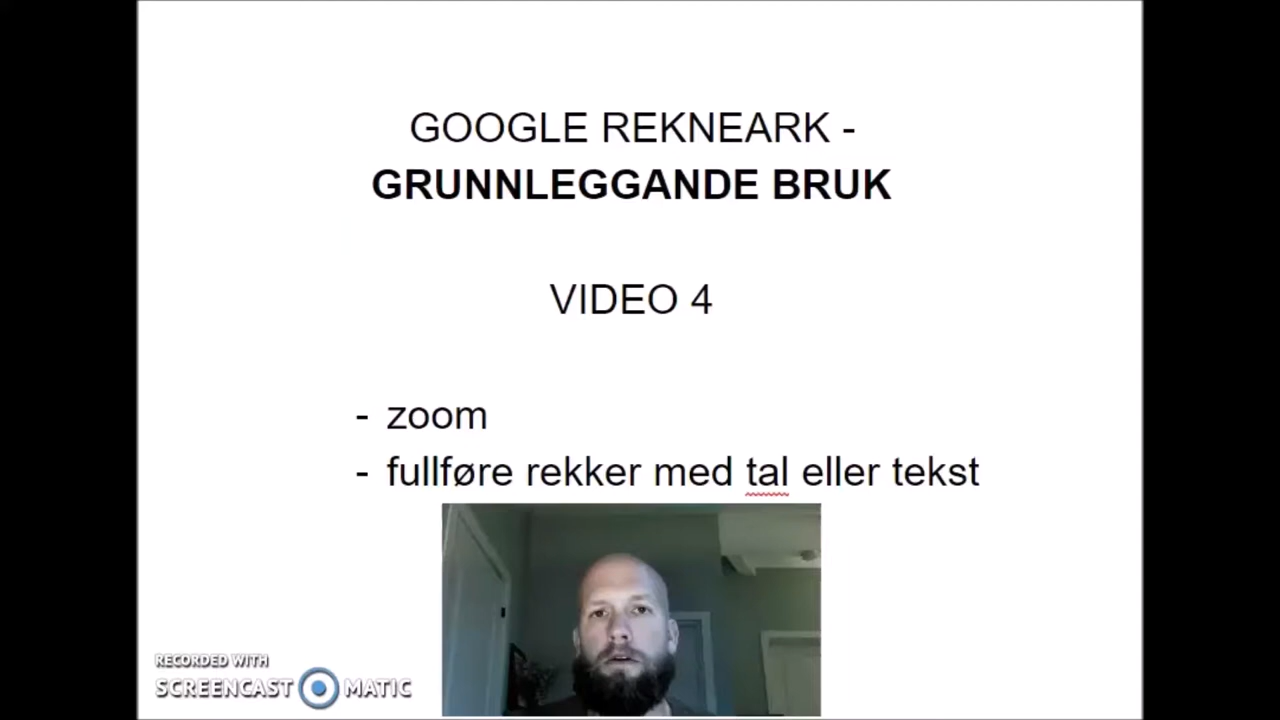 GOOGLE REKNEARK -
GRUNNLEGGANDE BRUK
VIDEO 4
- zoom
- fullføre rekker med tal eller tekst
RECORDED WITH
SCREENCAST MATIC